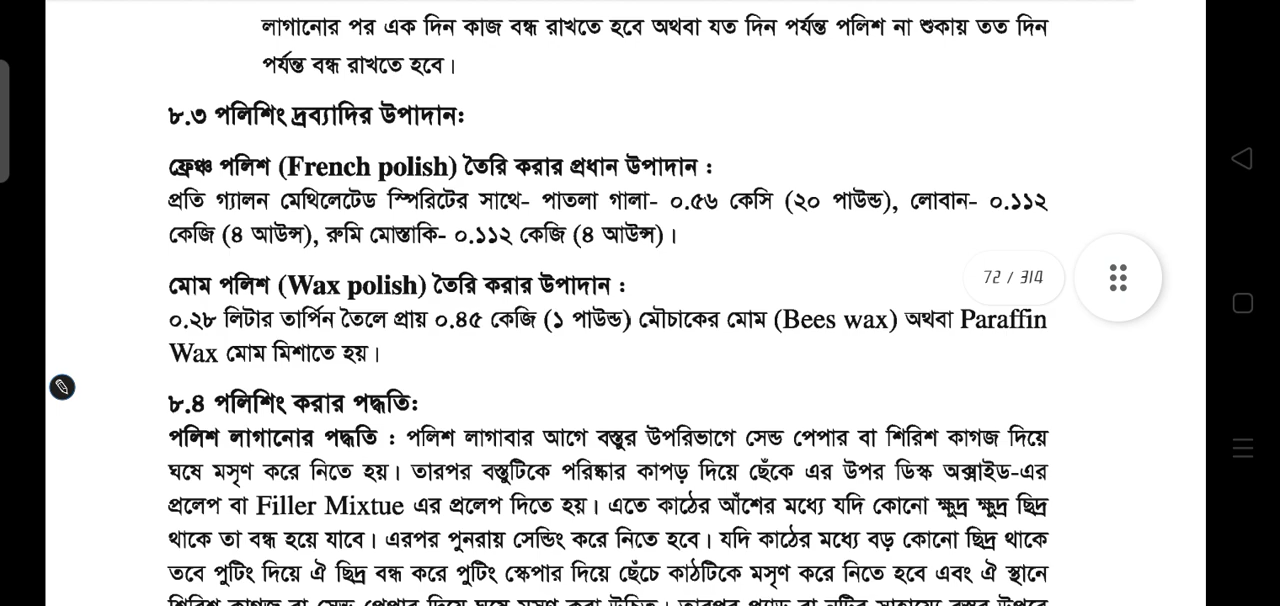 লাগানোর পর এক দিন কাজ বন্ধ রাখতে হবে অথবা যত দিন পর্যন্ত পলিশ না শুকায় তত দিন
পর্যন্ত বন্ধ রাখতে হবে।
৮.৩ পলিশিং দ্রব্যাদির উপাদান:
ফ্রেঞ্চ পলিশ (French polish) তৈরি করার প্রধান উপাদান :
প্রতি গ্যালন মেথিলেটেড স্পিরিটের সাথে- পাতলা গালা- ০.৫৬ কেসি (২০ পাউন্ড), লোবান- ০.১১২
কেজি (৪ আউন্স), রুমি মোস্তাকি- ০.১১২ কেজি (৪ আউন্স)।
72 / 314
মোম পলিশ (Wax polish) তৈরি করার উপাদান :
০.২৮ লিটার তার্পিন তৈলে প্রায় ০.৪৫ কেজি (১ পাউন্ড) মৌচাকের মোম (Bees wax) অথবা Paraffin
Wax মোম মিশাতে হয়।
৮.৪ পলিশিং করার পদ্ধতি:
পলিশ লাগানোর পদ্ধতি : পলিশ লাগাবার আগে বস্তুর উপরিভাগে সেন্ড পেপার বা শিরিশ কাগজ দিয়ে
ঘষে মসৃণ করে নিতে হয়। তারপর বস্তুটিকে পরিষ্কার কাপড় দিয়ে ছেঁকে এর উপর ডিস্ক অক্সাইড-এর
প্রলেপ বা Filler Mixtue এর প্রলেপ দিতে হয়। এতে কাঠের আঁশের মধ্যে যদি কোনো ক্ষুদ্র ক্ষুদ্র ছিদ্র
থাকে তা বন্ধ হয়ে যাবে। এরপর পুনরায় সেন্ডিং করে নিতে হবে। যদি কাঠের মধ্যে বড় কোনো ছিদ্র থাকে
তবে পুটিং দিয়ে ঐ ছিদ্র বন্ধ করে পুটিং স্কেপার দিয়ে ছেঁচে কাঠটিকে মসৃণ করে নিতে হবে এবং ঐ স্থানে